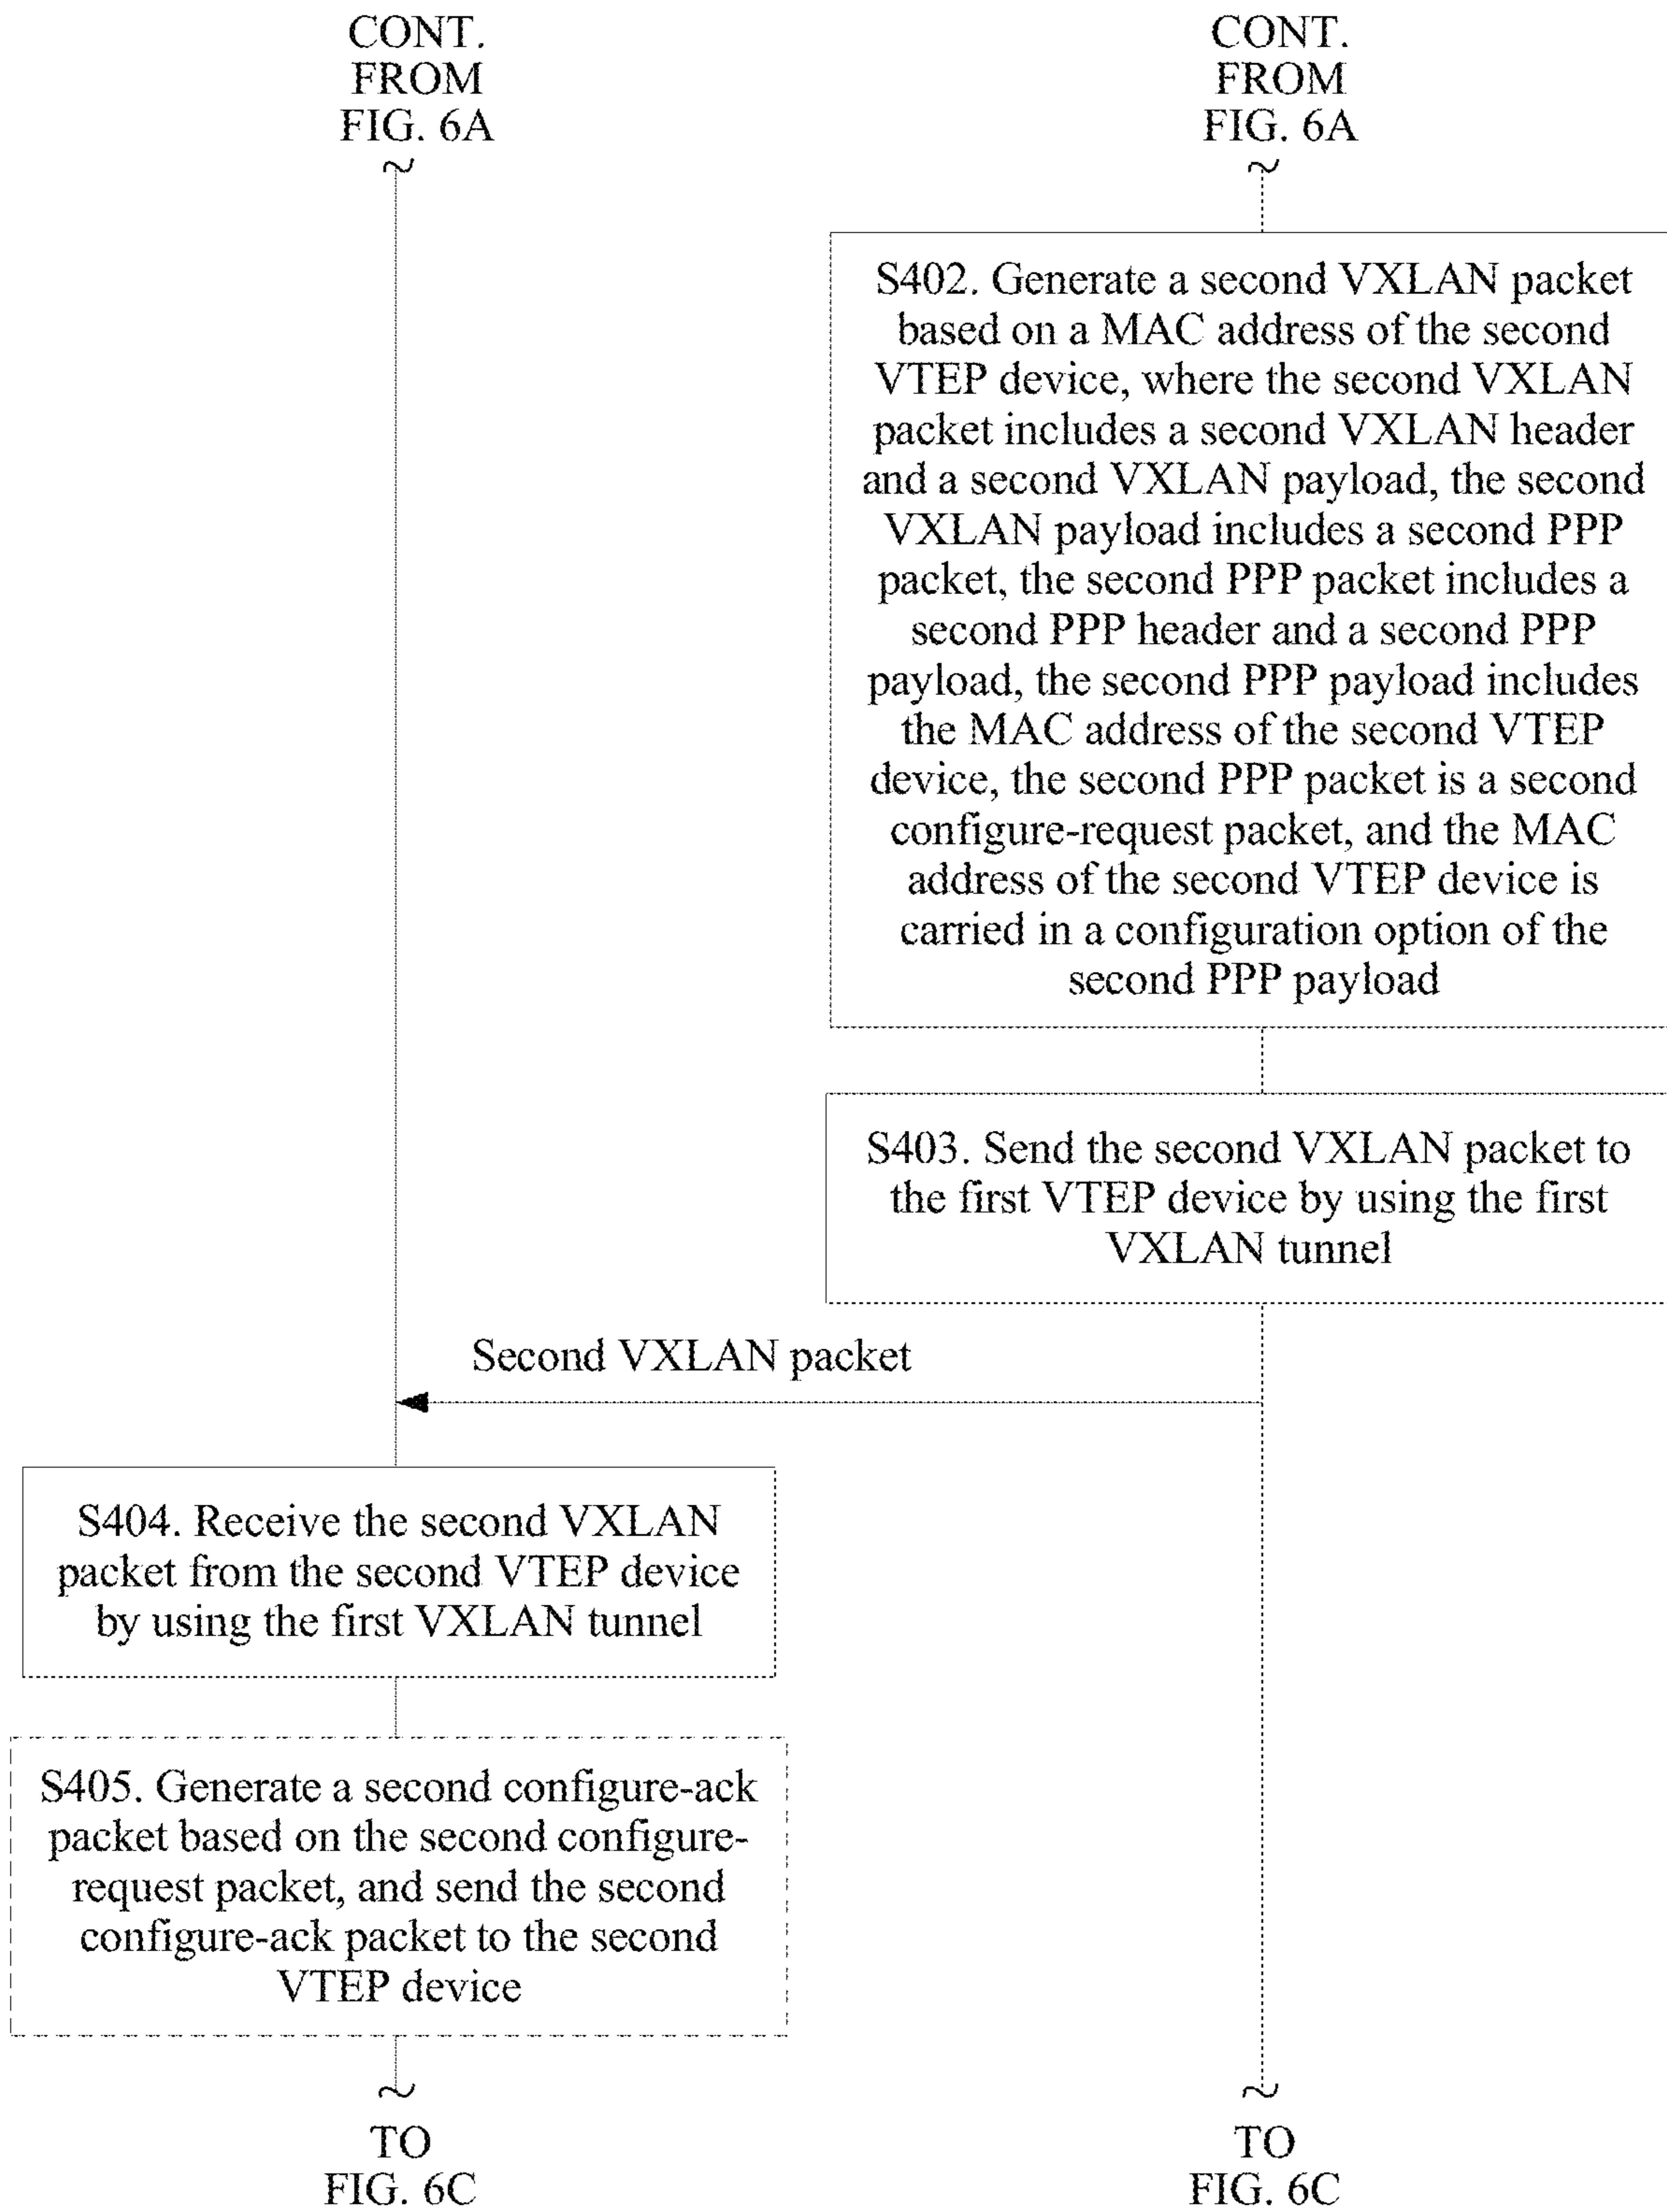 CONT.
FROM
FIG. 6A
CONT.
FROM
FIG. 6A
S402. Generate a second VXLAN packet
based on a MAC address of the second
VTEP device, where the second VXLAN
packet includes a second VXLAN header
and a second VXLAN payload, the second
VXLAN payload includes a second PPP
packet, the second PPP packet includes a
second PPP header and a second PPP
payload, the second PPP payload includes
the MAC address of the second VTEP
device, the second PPP packet is a second
configure-request packet, and the MAC
address of the second VTEP device is
carried in a configuration option of the
second PPP payload
S403. Send the second VXLAN packet to
the first VTEP device by using the first
VXLAN tunnel
Second VXLAN packet
S404. Receive the second VXLAN
packet from the second VTEP device
by using the first VXLAN tunnel
S405. Generate a second configure-ack
packet based on the second configure-
request packet, and send the second
configure-ack packet to the second
VTEP device
TO
FIG. 6C
TO
FIG. 6C